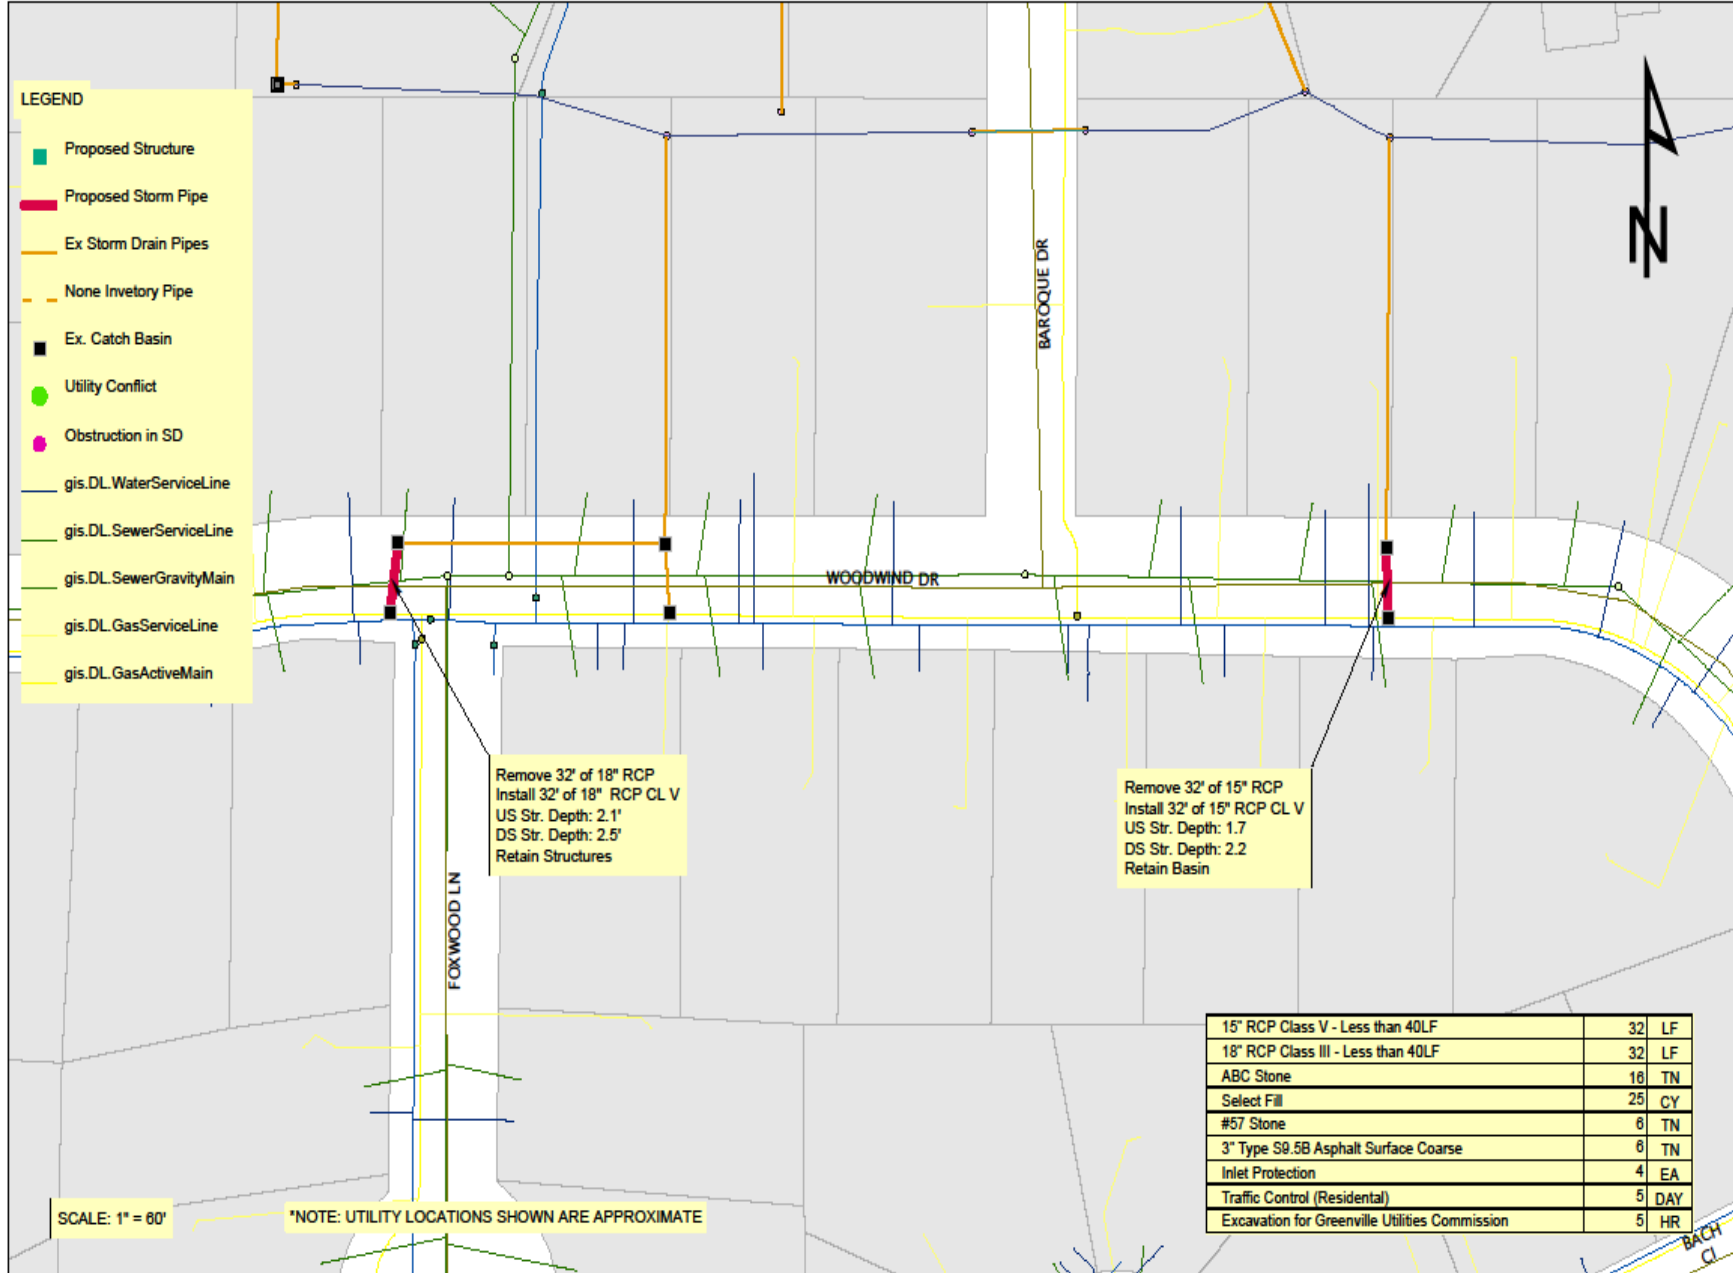 LEGEND
Proposed Structure
Proposed Storm Pipe
Ex Storm Drain Pipes
None Invetory Pipe
Ex. Catch Basin
Utility Conflict
Obstruction in SD
gis.DL.WaterServiceLine
gis.DL.SewerServiceLine
gis.DL.SewerGravityMain
gis.DL.GasServiceLine
gis.DL.GasActiveMain
N
BAROQUE DR
WOODWIND DR
FOXWOOD LN
Remove 32' of 18" RCP
Install 32' of 18" RCP CL V
US Str. Depth: 2.1'
DS Str. Depth: 2.5'
Retain Structures
Remove 32' of 15" RCP
Install 32' of 15" RCP CL V
US Str. Depth: 1.7
DS Str. Depth: 2.2
Retain Basin
15" RCP Class V - Less than 40LF 32 LF
18" RCP Class III - Less than 40LF 32 LF
ABC Stone 16 TN
Select Fill 25 CY
#57 Stone 6 TN
3" Type S9.5B Asphalt Surface Coarse 6 TN
Inlet Protection 4 EA
Traffic Control (Residental) 5 DAY
Excavation for Greenville Utilities Commission 5 HR
SCALE: 1" = 60'
*NOTE: UTILITY LOCATIONS SHOWN ARE APPROXIMATE
BACH
CI